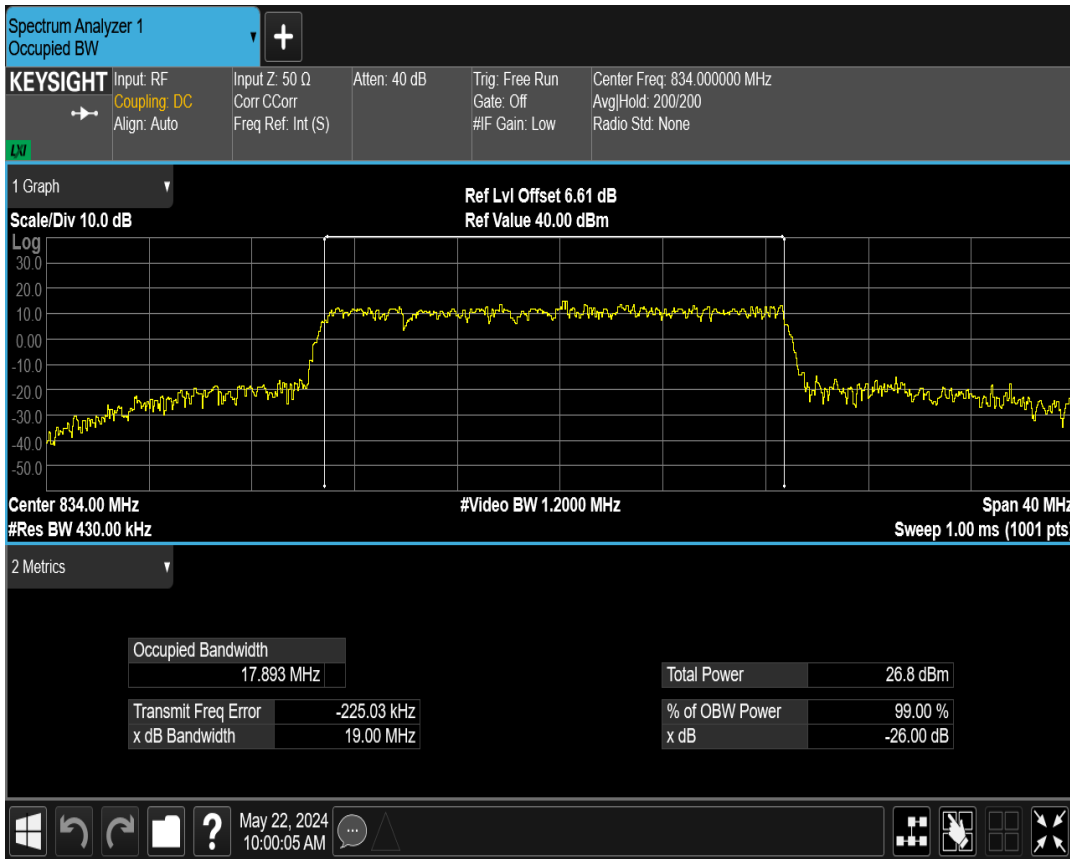 Spectrum Analyzer 1
Occupied BW
+
KEYSIGHT
LXI
Input: RF
Coupling: DC
Align: Auto
Input Z: 50 Ω
Corr CCorr
Freq Ref: Int (S)
Atten: 40 dB
Trig: Free Run
Gate: Off
#IF Gain: Low
Center Freq: 834.000000 MHz
Avg|Hold: 200/200
Radio Std: None
1 Graph
Scale/Div 10.0 dB
Ref Lvl Offset 6.61 dB
Ref Value 40.00 dBm
Log
30.0
20.0
10.0
0.00
-10.0
-20.0
-30.0
-40.0
-50.0
Center 834.00 MHz
#Video BW 1.2000 MHz
Span 40 MHz
#Res BW 430.00 kHz
Sweep 1.00 ms (1001 pts)
2 Metrics
Occupied Bandwidth
17.893 MHz
Total Power 26.8 dBm
Transmit Freq Error -225.03 kHz
% of OBW Power 99.00 %
x dB Bandwidth 19.00 MHz
x dB -26.00 dB
?
May 22, 2024
10:00:05 AM